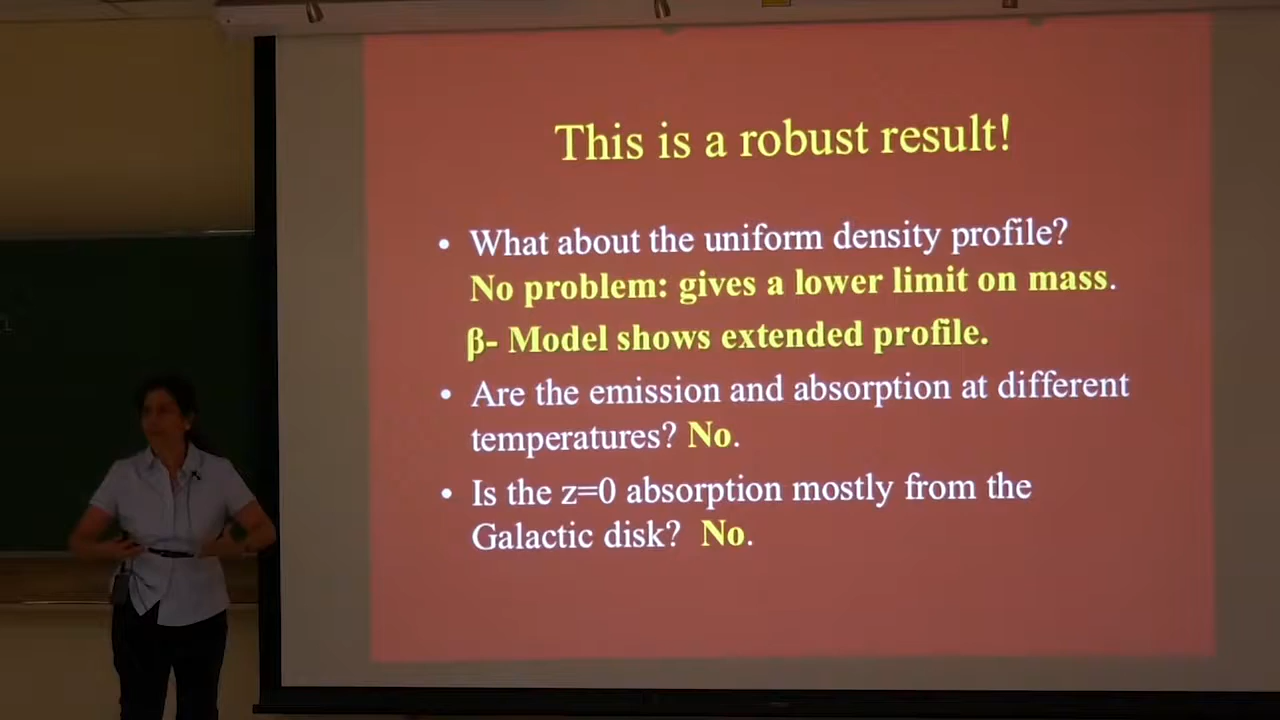 This is a robust result!
• What about the uniform density profile?
No problem: gives a lower limit on mass.
β- Model shows extended profile.
• Are the emission and absorption at different
temperatures? No.
• Is the z=0 absorption mostly from the
Galactic disk? No.